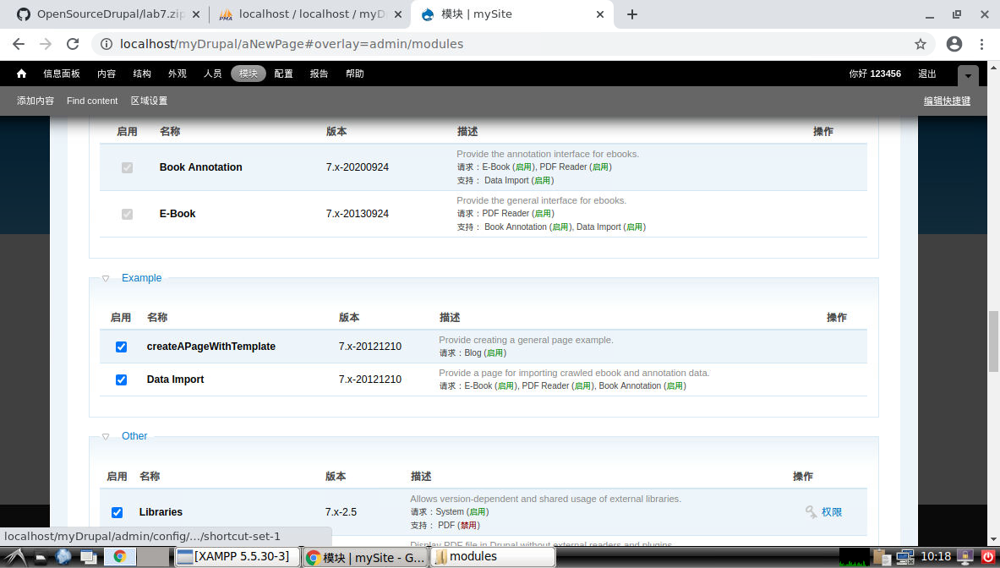 OpenSourceDrupal/lab7.zip
localhost / localhost / myD
模块 | mySite
localhost/myDrupal/aNewPage#overlay=admin/modules
信息面板 内容 结构 外观 人员 模块 配置 报告 帮助 你好 123456 退出
添加内容 Find content 区域设置 编辑快捷键
启用 名称 版本 描述 操作
Book Annotation 7.x-20200924 Provide the annotation interface for ebooks.
请求：E-Book (启用), PDF Reader (启用)
支持： Data Import (启用)
E-Book 7.x-20130924 Provide the general interface for ebooks.
请求：PDF Reader (启用)
支持： Book Annotation (启用), Data Import (启用)
Example
启用 名称 版本 描述 操作
createAPageWithTemplate 7.x-20121210 Provide creating a general page example.
请求：Blog (启用)
Data Import 7.x-20121210 Provide a page for importing crawled ebook and annotation data.
请求：E-Book (启用), PDF Reader (启用), Book Annotation (启用)
Other
启用 名称 版本 描述 操作
Libraries 7.x-2.5 Allows version-dependent and shared usage of external libraries.
请求：System (启用)
支持： PDF (禁用)
权限
Display PDF file in Drupal without external readers and plugins.
localhost/myDrupal/admin/config/.../shortcut-set-1
[XAMPP 5.5.30-3] 模块 | mySite - G... modules 10:18